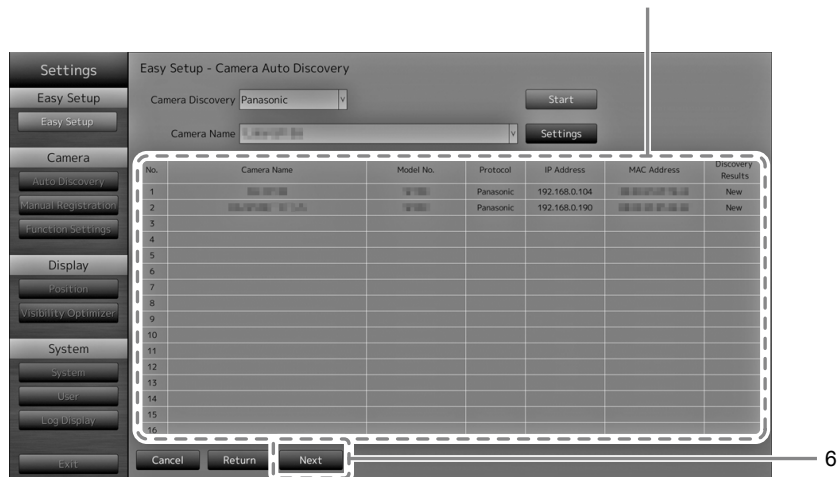 Settings
Easy Setup
Easy Setup
Camera
Auto Discovery
Manual Registration
Function Settings
Display
Position
Visibility Optimizer
System
System
User
Log Display
Exit
Easy Setup - Camera Auto Discovery
Camera Discovery Panasonic Start
Camera Name Settings
No. Camera Name Model No. Protocol IP Address MAC Address Discovery Results
1 Panasonic 192.168.0.104 New
2 Panasonic 192.168.0.190 New
3
4
5
6
7
8
9
10
11
12
13
14
15
16
Cancel Return Next 6